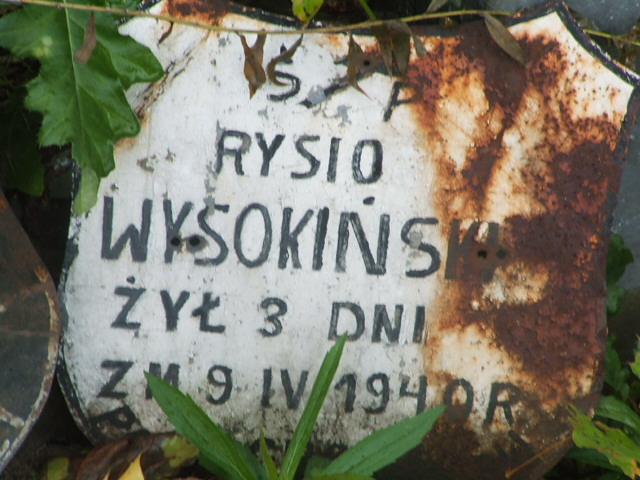 Ś P
RYSIO
WYSOKIŃSKI
ŻYŁ 3 DNI
ZM 9 IV 1940R